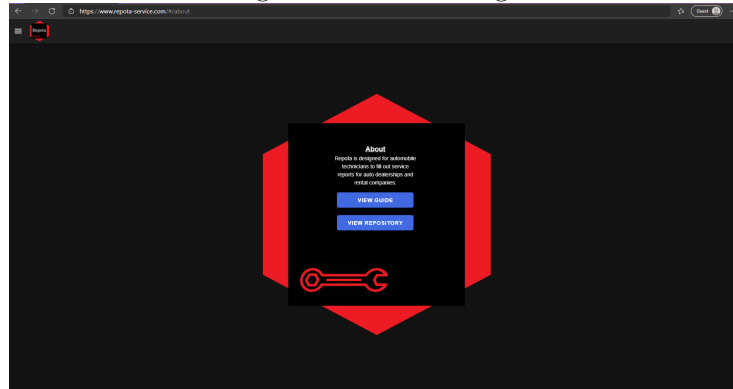 https://www.repota-service.com/#/about
Guest
Repota
About
Repota is designed for automobile
technicians to fill out service
reports for auto dealerships and
rental companies.
VIEW GUIDE
VIEW REPOSITORY